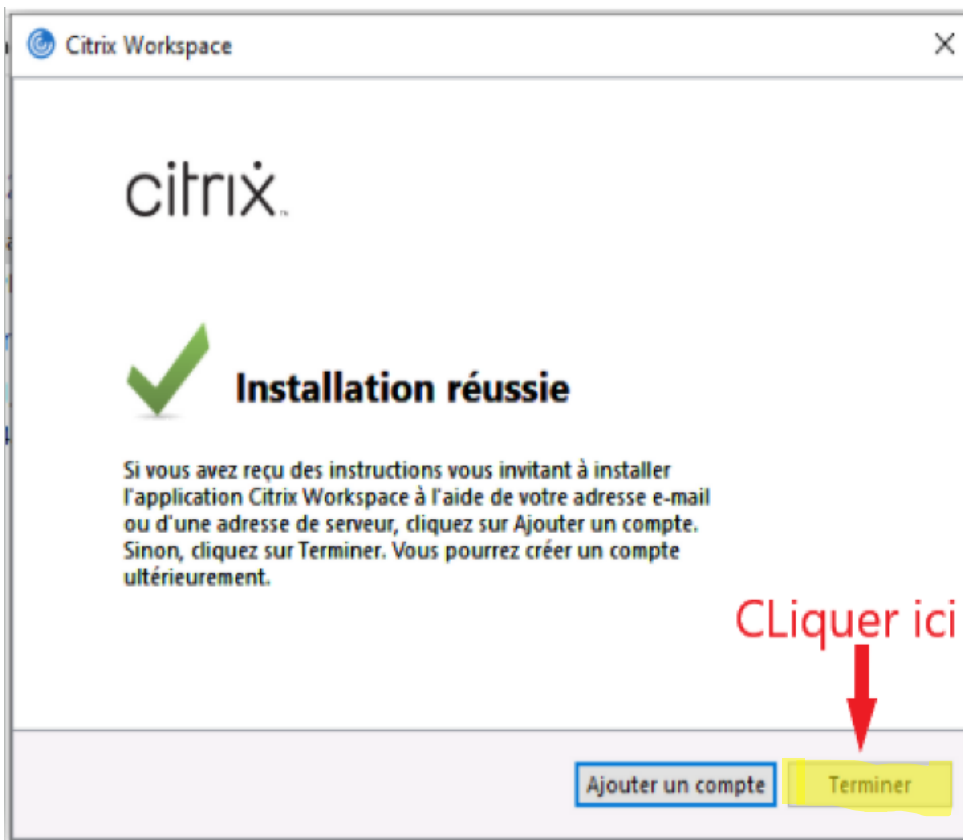 Citrix Workspace
citrix
Installation réussie
Si vous avez reçu des instructions vous invitant à installer
l'application Citrix Workspace à l'aide de votre adresse e-mail
ou d'une adresse de serveur, cliquez sur Ajouter un compte.
Sinon, cliquez sur Terminer. Vous pourrez créer un compte
ultérieurement.
CLiquer ici
Ajouter un compte
Terminer